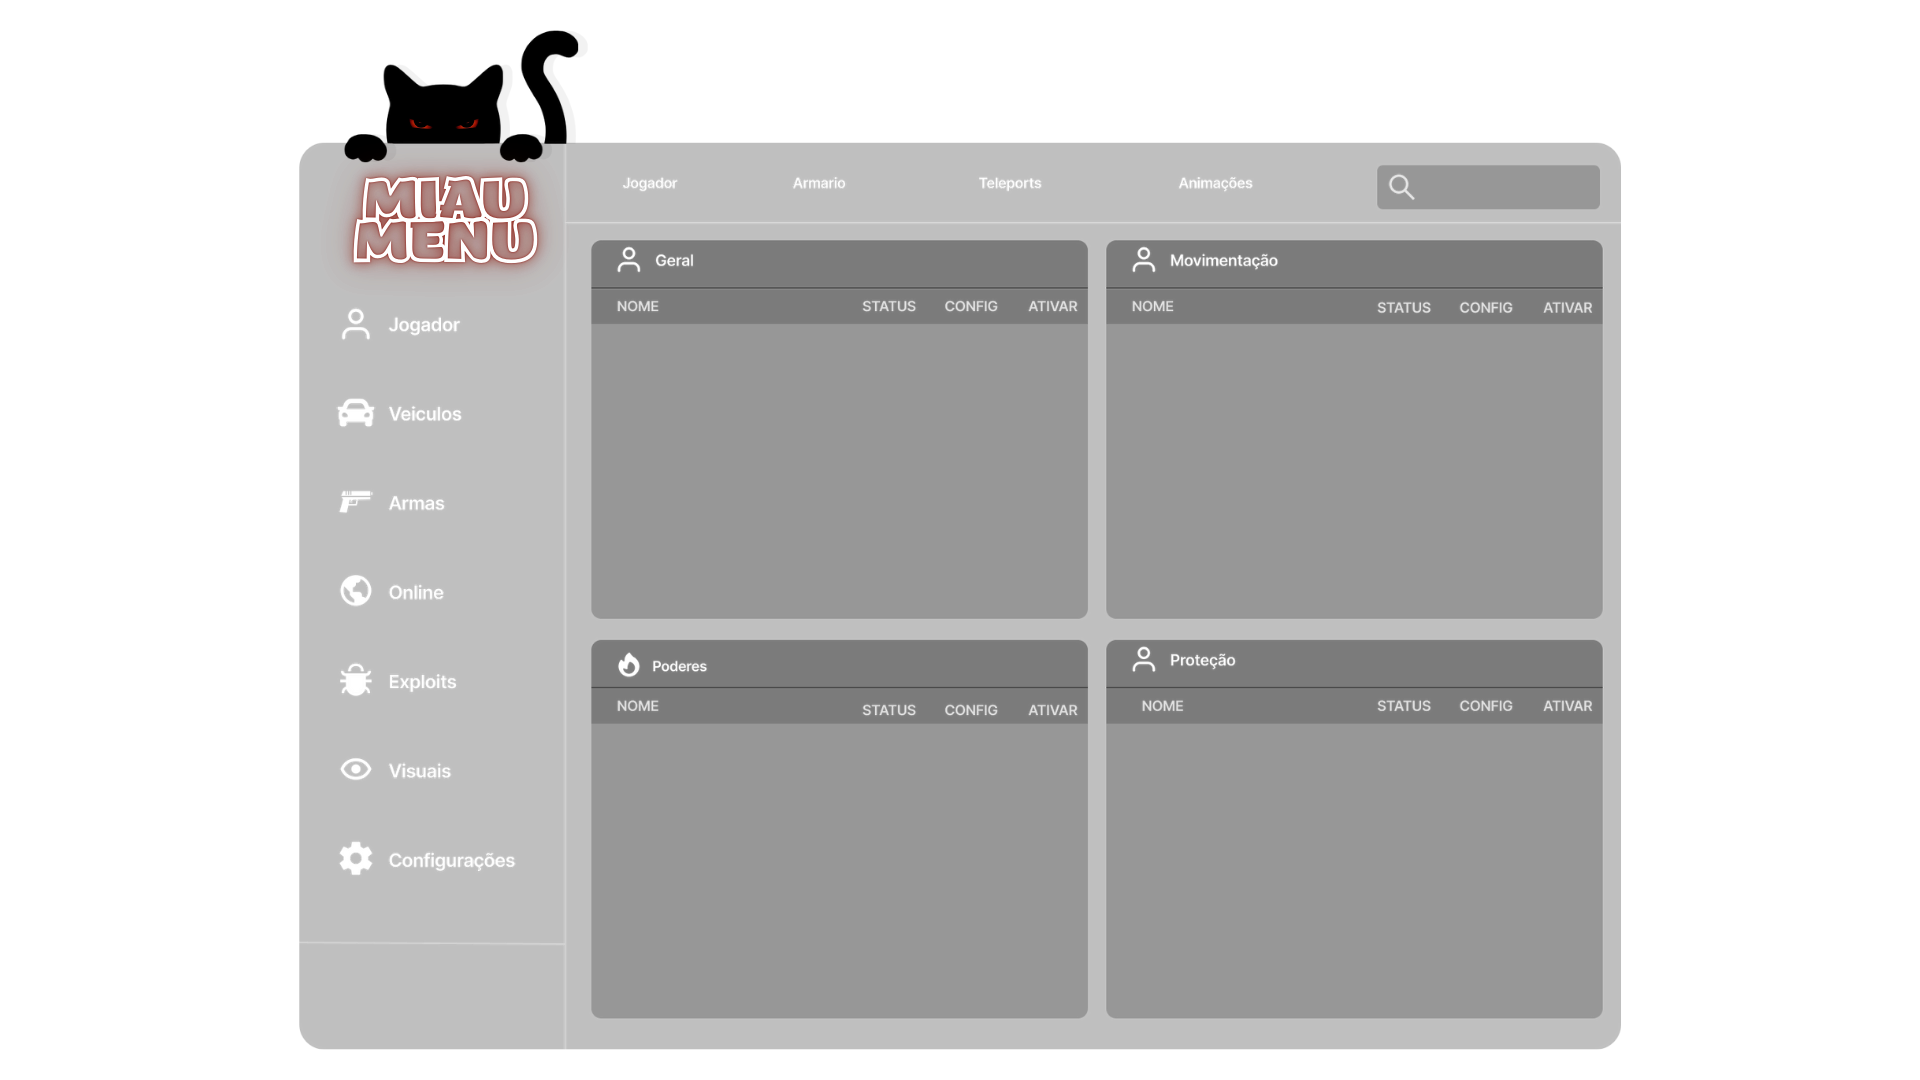 MIAU
MENU
Jogador
Veiculos
Armas
Online
Exploits
Visuais
Configurações
Jogador Armario Teleports Animações
Geral
NOME STATUS CONFIG ATIVAR
Movimentação
NOME STATUS CONFIG ATIVAR
Poderes
NOME STATUS CONFIG ATIVAR
Proteção
NOME STATUS CONFIG ATIVAR